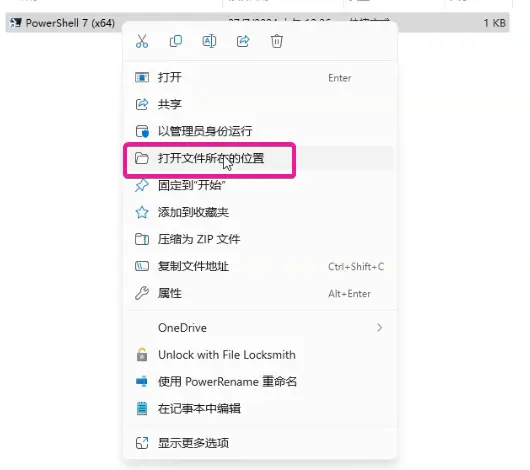 PowerShell 7 (x64)
1 KB
打开 Enter
共享
以管理员身份运行
打开文件所在的位置
固定到"开始"
添加到收藏夹
压缩为 ZIP 文件
复制文件地址 Ctrl+Shift+C
属性 Alt+Enter
OneDrive
Unlock with File Locksmith
使用 PowerRename 重命名
在记事本中编辑
显示更多选项